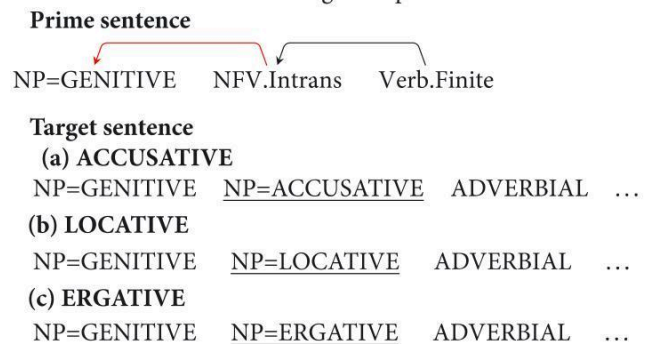 Prime sentence
NP=GENITIVE NFV.Intrans Verb.Finite
Target sentence
(a) ACCUSATIVE
NP=GENITIVE NP=ACCUSATIVE ADVERBIAL ...
(b) LOCATIVE
NP=GENITIVE NP=LOCATIVE ADVERBIAL ...
(c) ERGATIVE
NP=GENITIVE NP=ERGATIVE ADVERBIAL ...